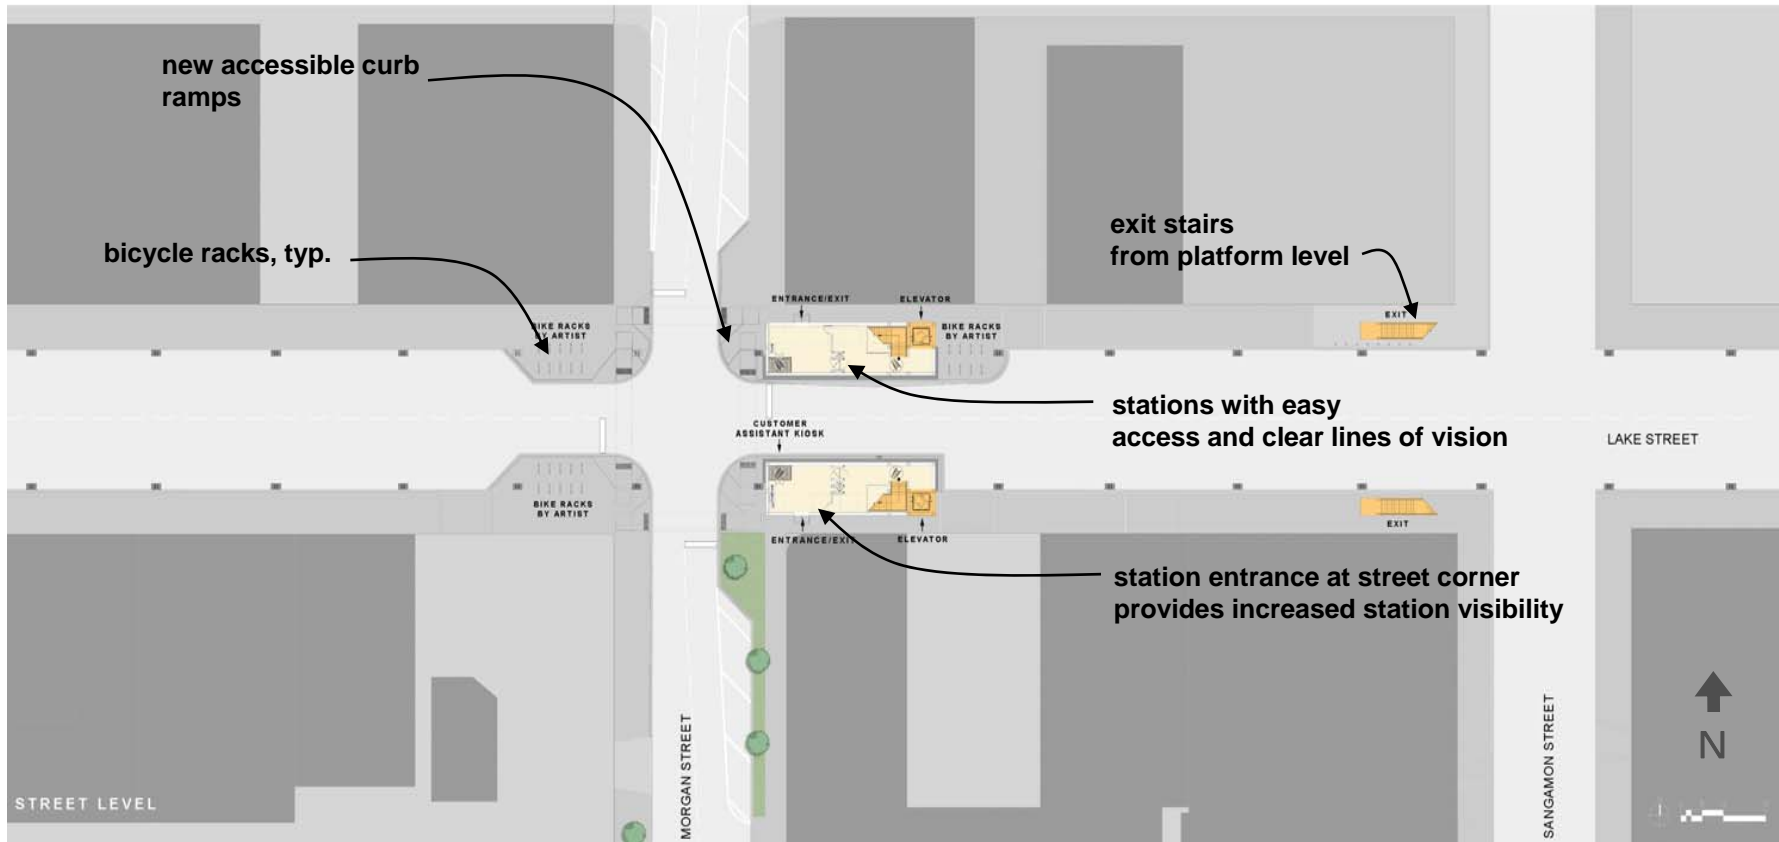 new accessible curb
ramps
bicycle racks, typ.
exit stairs
from platform level
ENTRANCE/EXIT
ELEVATOR
EXIT
BIKE RACKS
BY ARTIST
BIKE RACKS
BY ARTIST
stations with easy
access and clear lines of vision
CUSTOMER
ASSISTANT KIOSK
LAKE STREET
BIKE RACKS
BY ARTIST
EXIT
ENTRANCE/EXIT
ELEVATOR
station entrance at street corner
provides increased station visibility
MORGAN STREET
SANGAMON STREET
N
STREET LEVEL